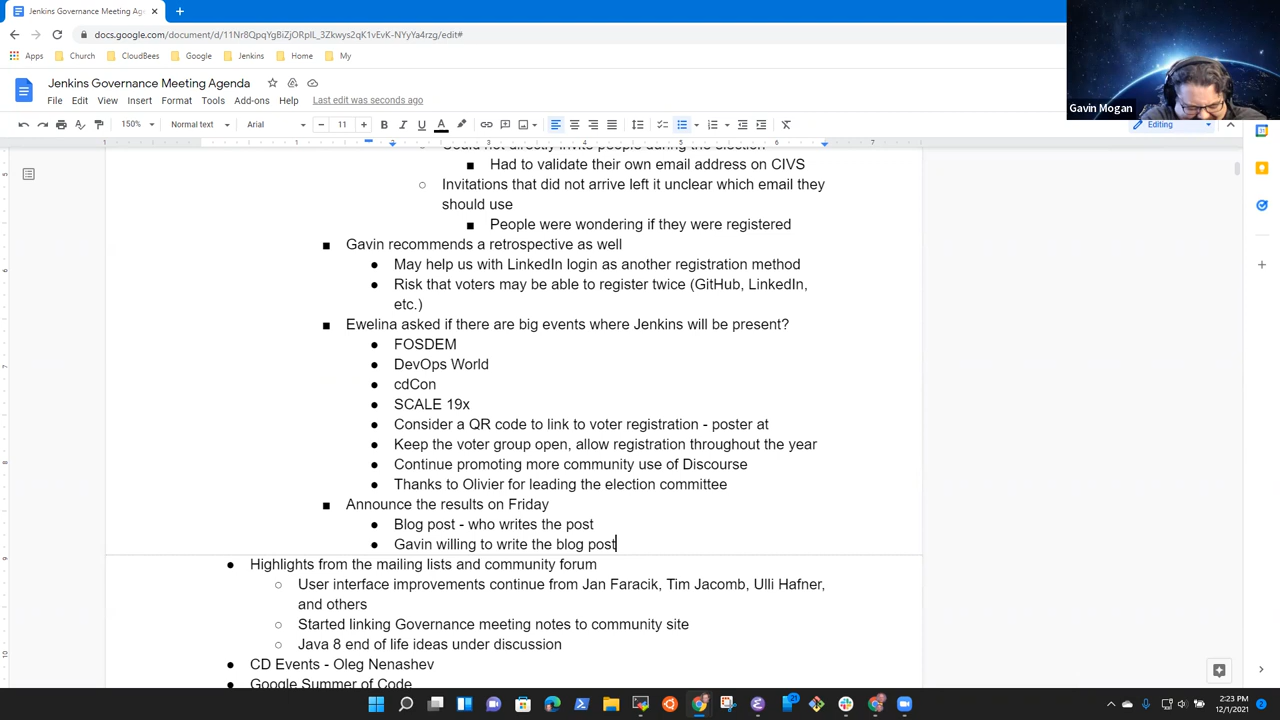 Jenkins Governance Meeting Age
docs.google.com/document/d/11Nr8QpqYgBiZjORpIL_3Zkwys2qK1vEvK-NYyYa4rzg/edit#
Apps Church CloudBees Google Jenkins Home My
Gavin Mogan
Jenkins Governance Meeting Agenda
File Edit View Insert Format Tools Add-ons Help Last edit was seconds ago
150% Normal text Arial 11 Editing
Had to validate their own email address on CIVS
Invitations that did not arrive left it unclear which email they
should use
People were wondering if they were registered
Gavin recommends a retrospective as well
May help us with LinkedIn login as another registration method
Risk that voters may be able to register twice (GitHub, LinkedIn,
etc.)
Ewelina asked if there are big events where Jenkins will be present?
FOSDEM
DevOps World
cdCon
SCALE 19x
Consider a QR code to link to voter registration - poster at
Keep the voter group open, allow registration throughout the year
Continue promoting more community use of Discourse
Thanks to Olivier for leading the election committee
Announce the results on Friday
Blog post - who writes the post
Gavin willing to write the blog post
Highlights from the mailing lists and community forum
User interface improvements continue from Jan Faracik, Tim Jacomb, Ulli Hafner,
and others
Started linking Governance meeting notes to community site
Java 8 end of life ideas under discussion
CD Events - Oleg Nenashev
Google Summer of Code
2:23 PM
12/1/2021